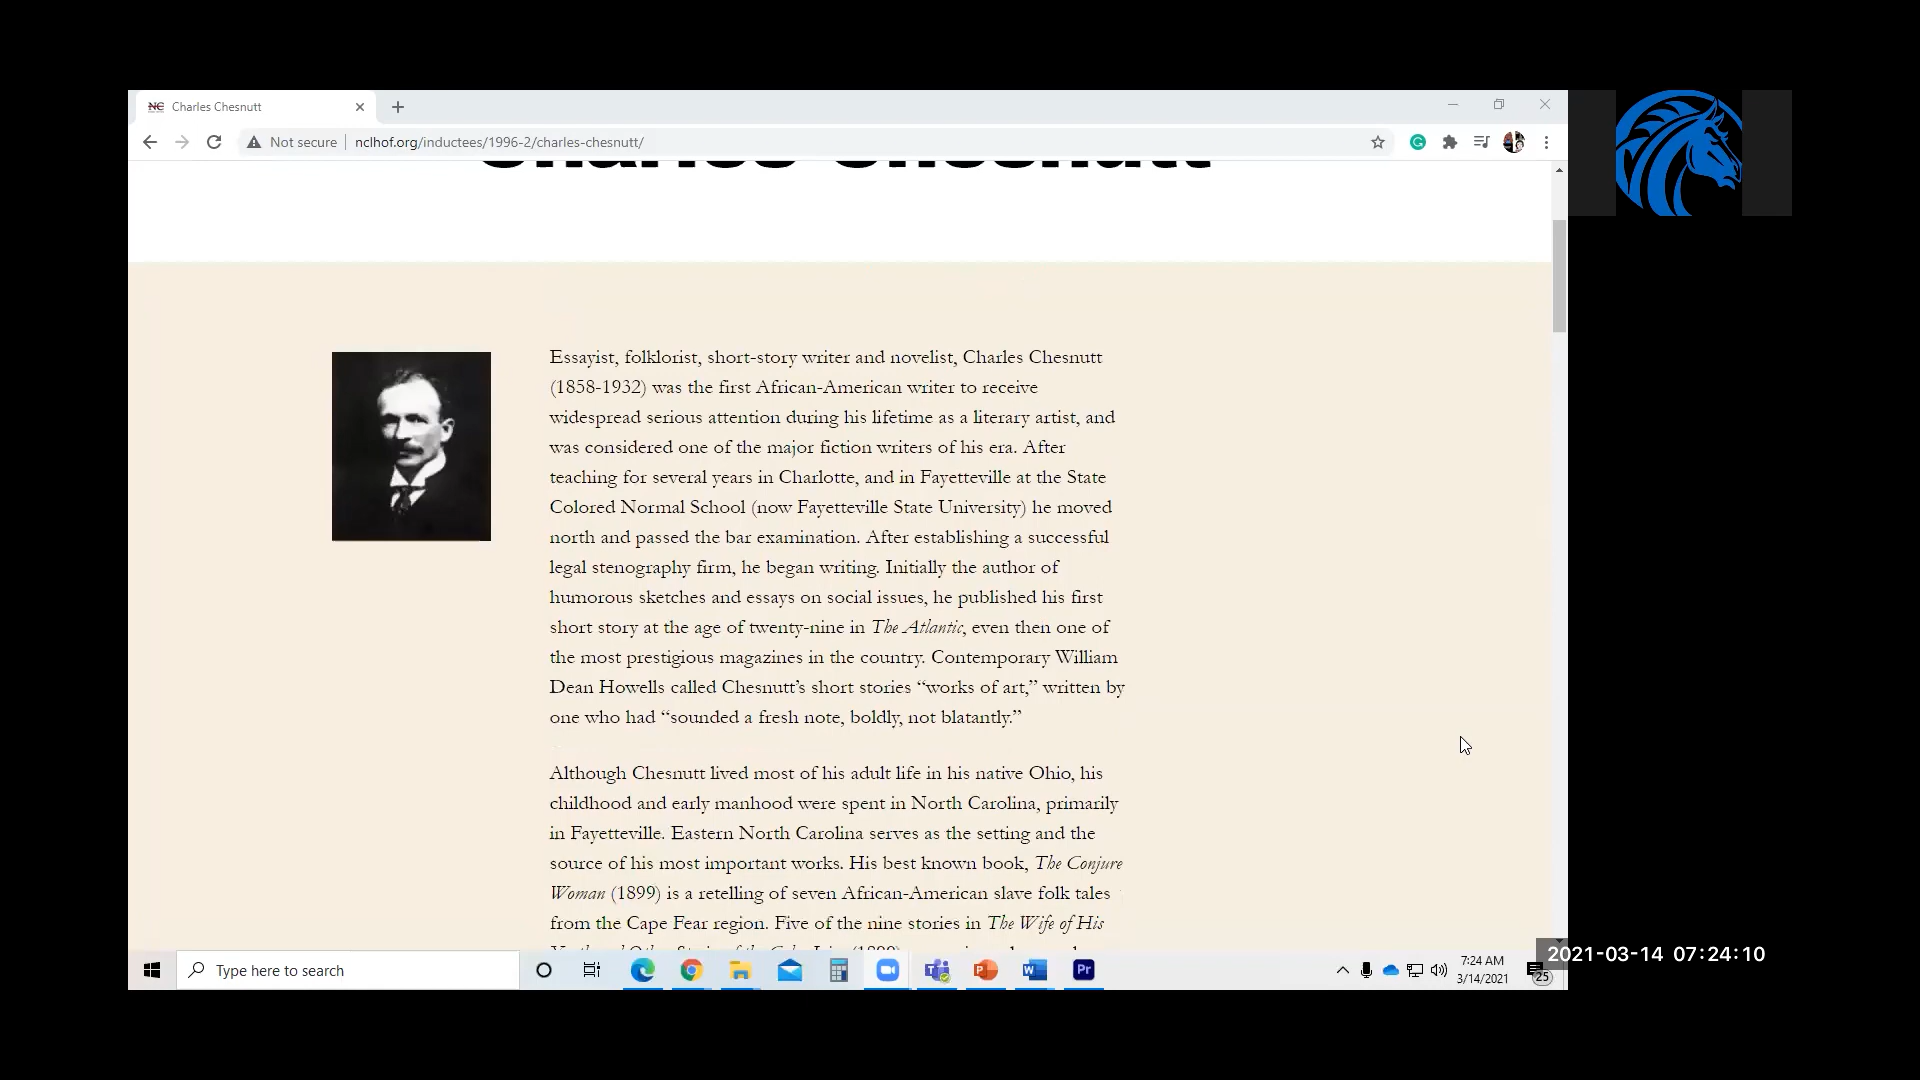 NC Charles Chesnutt
Not secure | nclhof.org/inductees/1996-2/charles-chesnutt/
Charles Chesnutt
Essayist, folklorist, short-story writer and novelist, Charles Chesnutt
(1858-1932) was the first African-American writer to receive
widespread serious attention during his lifetime as a literary artist, and
was considered one of the major fiction writers of his era. After
teaching for several years in Charlotte, and in Fayetteville at the State
Colored Normal School (now Fayetteville State University) he moved
north and passed the bar examination. After establishing a successful
legal stenography firm, he began writing. Initially the author of
humorous sketches and essays on social issues, he published his first
short story at the age of twenty-nine in The Atlantic, even then one of
the most prestigious magazines in the country. Contemporary William
Dean Howells called Chesnutt’s short stories “works of art,” written by
one who had “sounded a fresh note, boldly, not blatantly.”
Although Chesnutt lived most of his adult life in his native Ohio, his
childhood and early manhood were spent in North Carolina, primarily
in Fayetteville. Eastern North Carolina serves as the setting and the
source of his most important works. His best known book, The Conjure
Woman (1899) is a retelling of seven African-American slave folk tales
from the Cape Fear region. Five of the nine stories in The Wife of His
Type here to search
Pr
7:24 AM
3/14/2021
25
2021-03-14 07:24:10